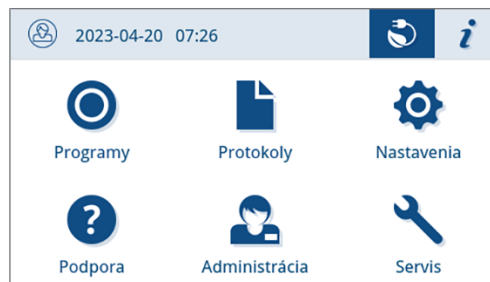 2023-04-20 07:26
i
Programy Protokoly Nastavenia
?
Podpora Administrácia Servis